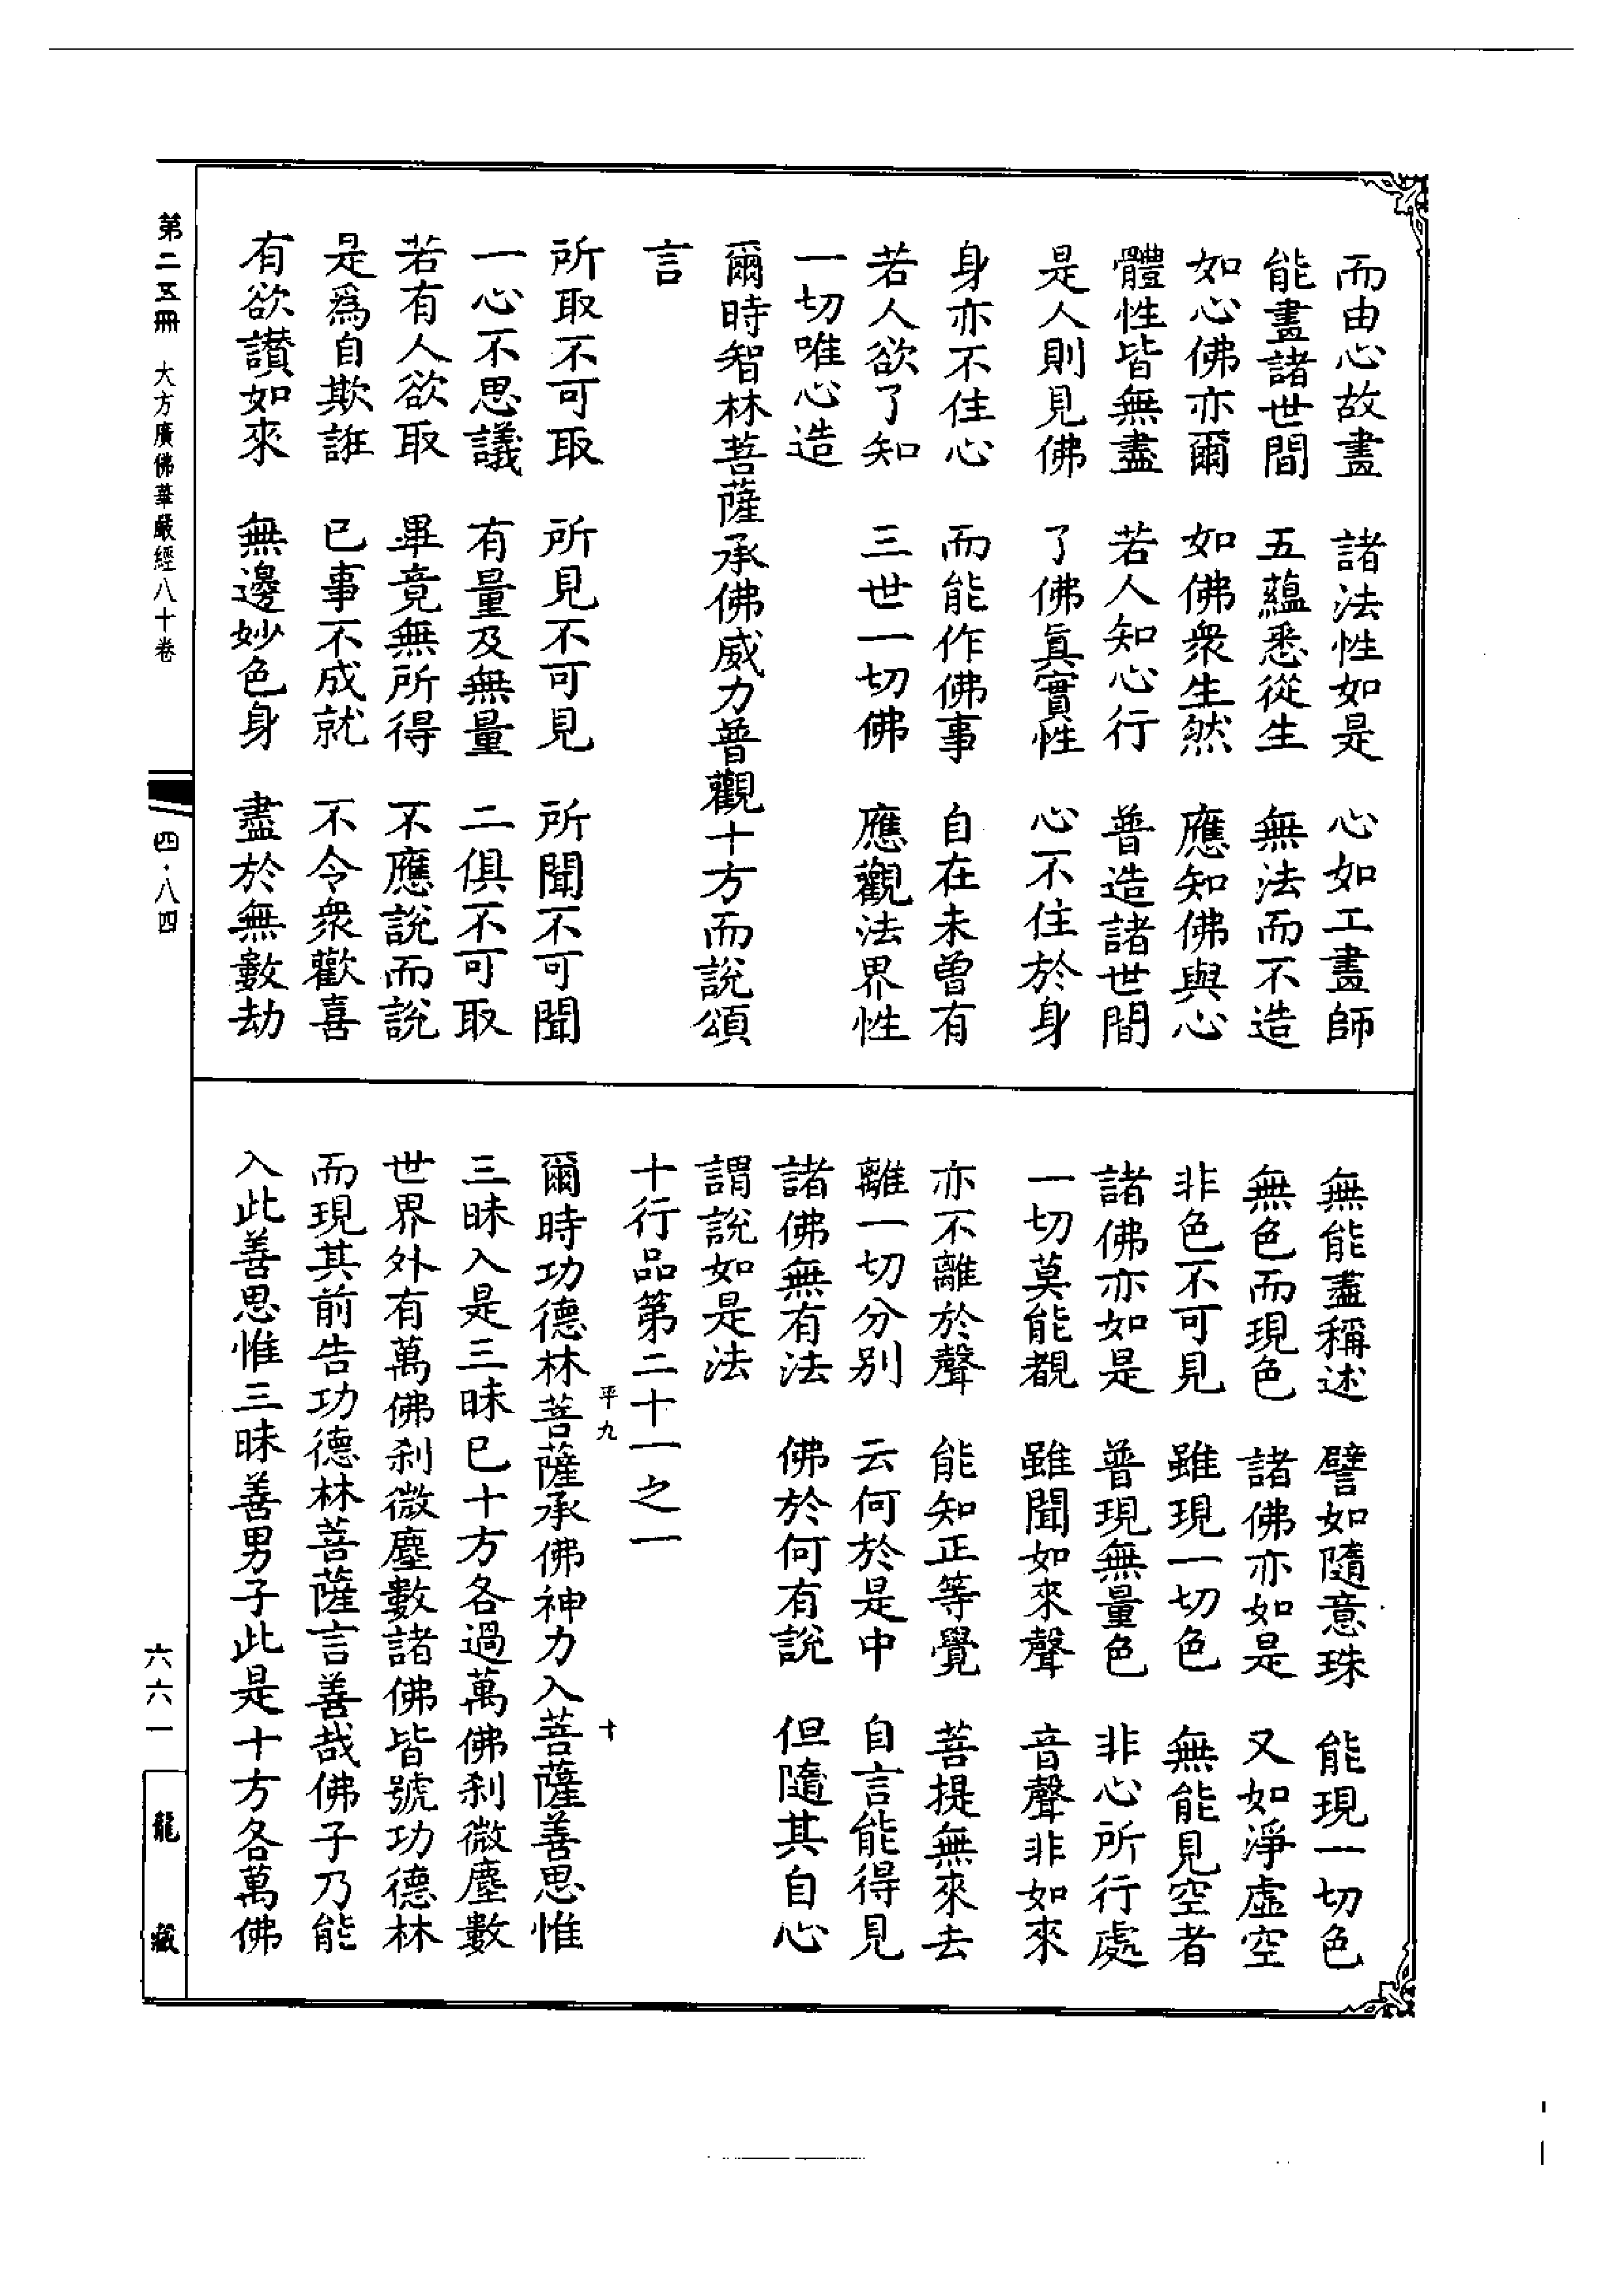 而由心故畫　諸法性如是　心如工畫師
能畫諸世間　五蘊悉從生　無法而不造
如心佛亦爾　如佛衆生然　應知佛與心
體性皆無盡　若人知心行　普造諸世間
是人則見佛　了佛眞實性　心不住於身
身亦不住心　而能作佛事　自在未曾有
若人欲了知　三世一切佛　應觀法界性
一切唯心造
爾時智林菩薩承佛威力普觀十方而說頌
言
所取不可取　所見不可見　所聞不可聞
一心不思議　有量及無量　二俱不可取
若有人欲取　畢竟無所得　不應說而說
是爲自欺誑　已事不成就　不令衆歡喜
有欲讃如來　無邊妙色身　盡於無數劫
無能盡稱述　譬如隨意珠　能現一切色
無色而現色　諸佛亦如是　又如淨虛空
非色不可見　雖現一切色　無能見空者
諸佛亦如是　普現無量色　非心所行處
一切莫能覩　雖聞如來聲　音聲非如來
亦不離於聲　能知正等覺　菩提無來去
離一切分別　云何於是中　自言能得見
諸佛無有法　佛於何有說　但隨其自心
謂說如是法
十行品第二十一之一
平九　十
爾時功德林菩薩承佛神力入菩薩善思惟
三昧入是三昧已十方各過萬佛刹微塵數
世界外有萬佛刹微塵數諸佛皆號功德林
而現其前告功德林菩薩言善哉佛子乃能
入此善思惟三昧善男子此是十方各萬佛
第二五冊　大方廣佛華嚴經八十卷　四・八四
六六一　龍藏